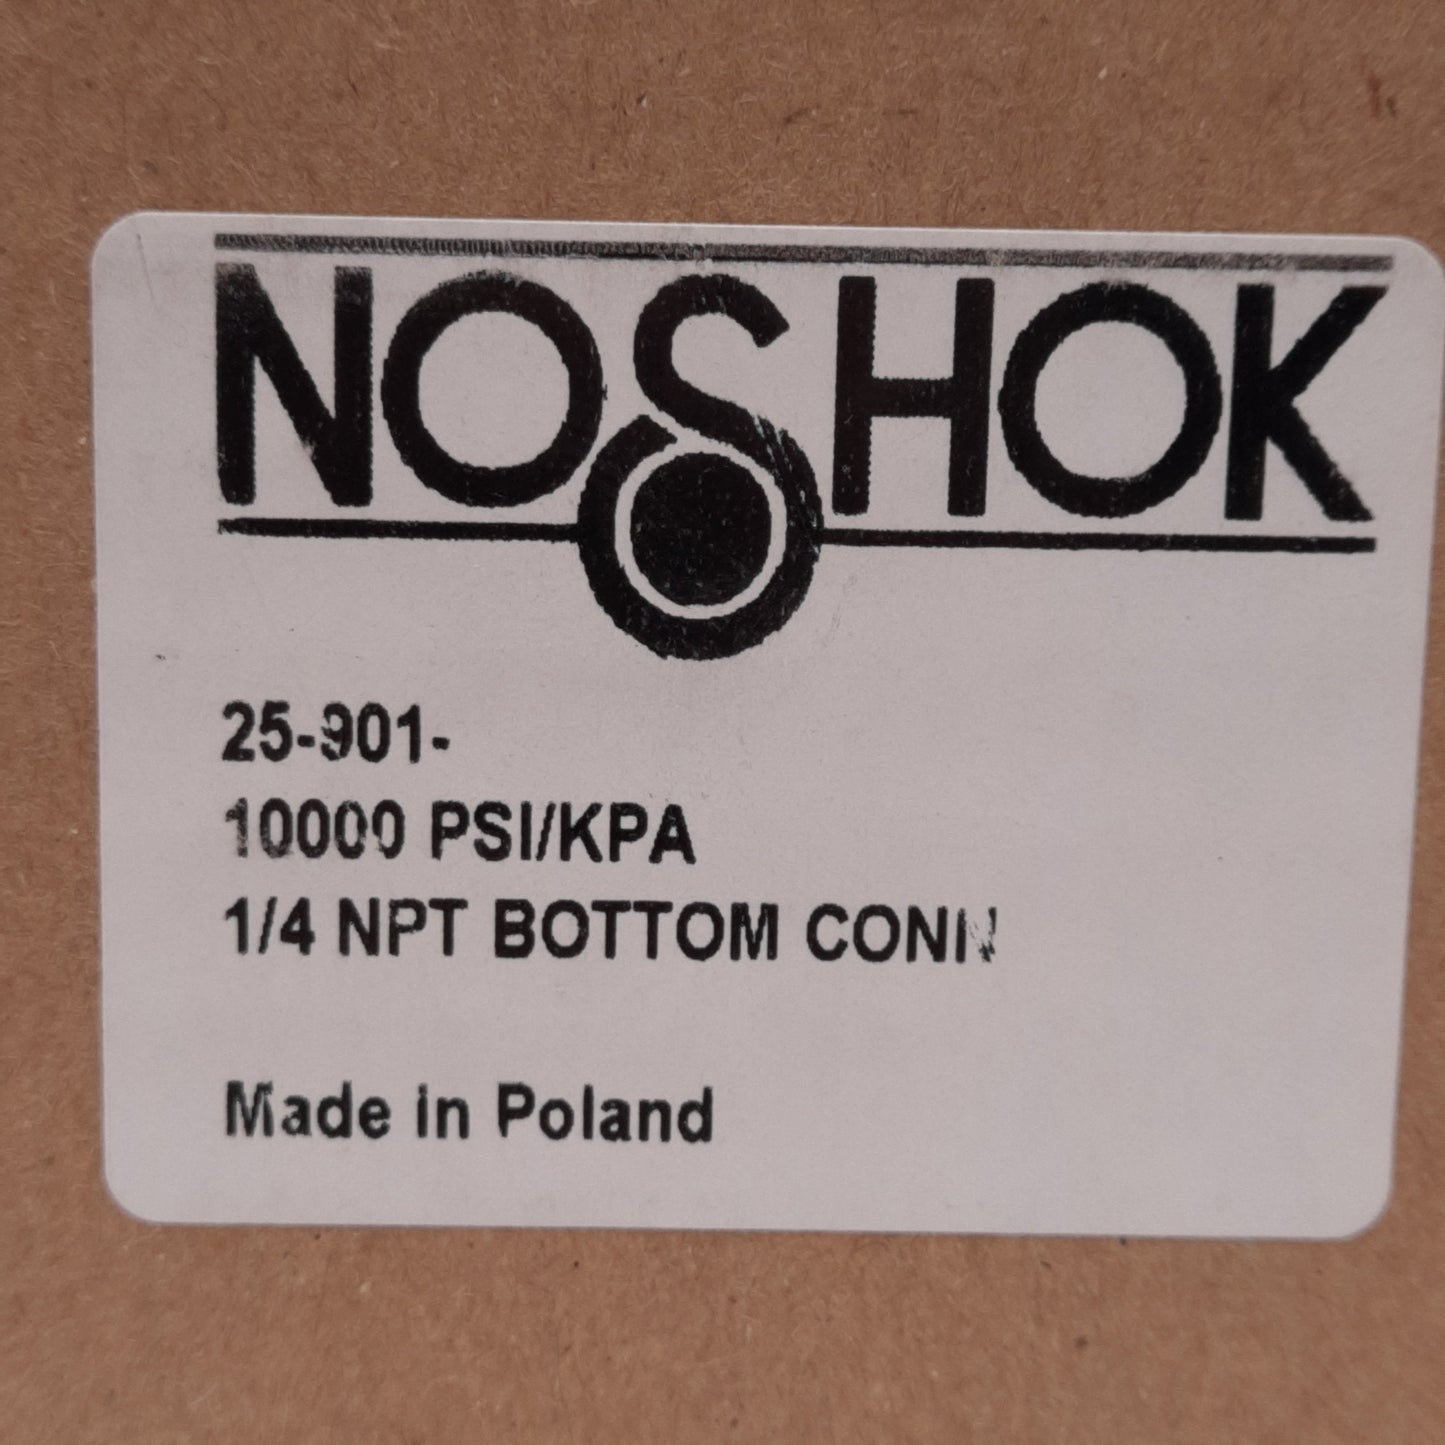 NOSHOK
25-901-
10000 PSI/KPA
1/4 NPT BOTTOM CONN
Made in Poland